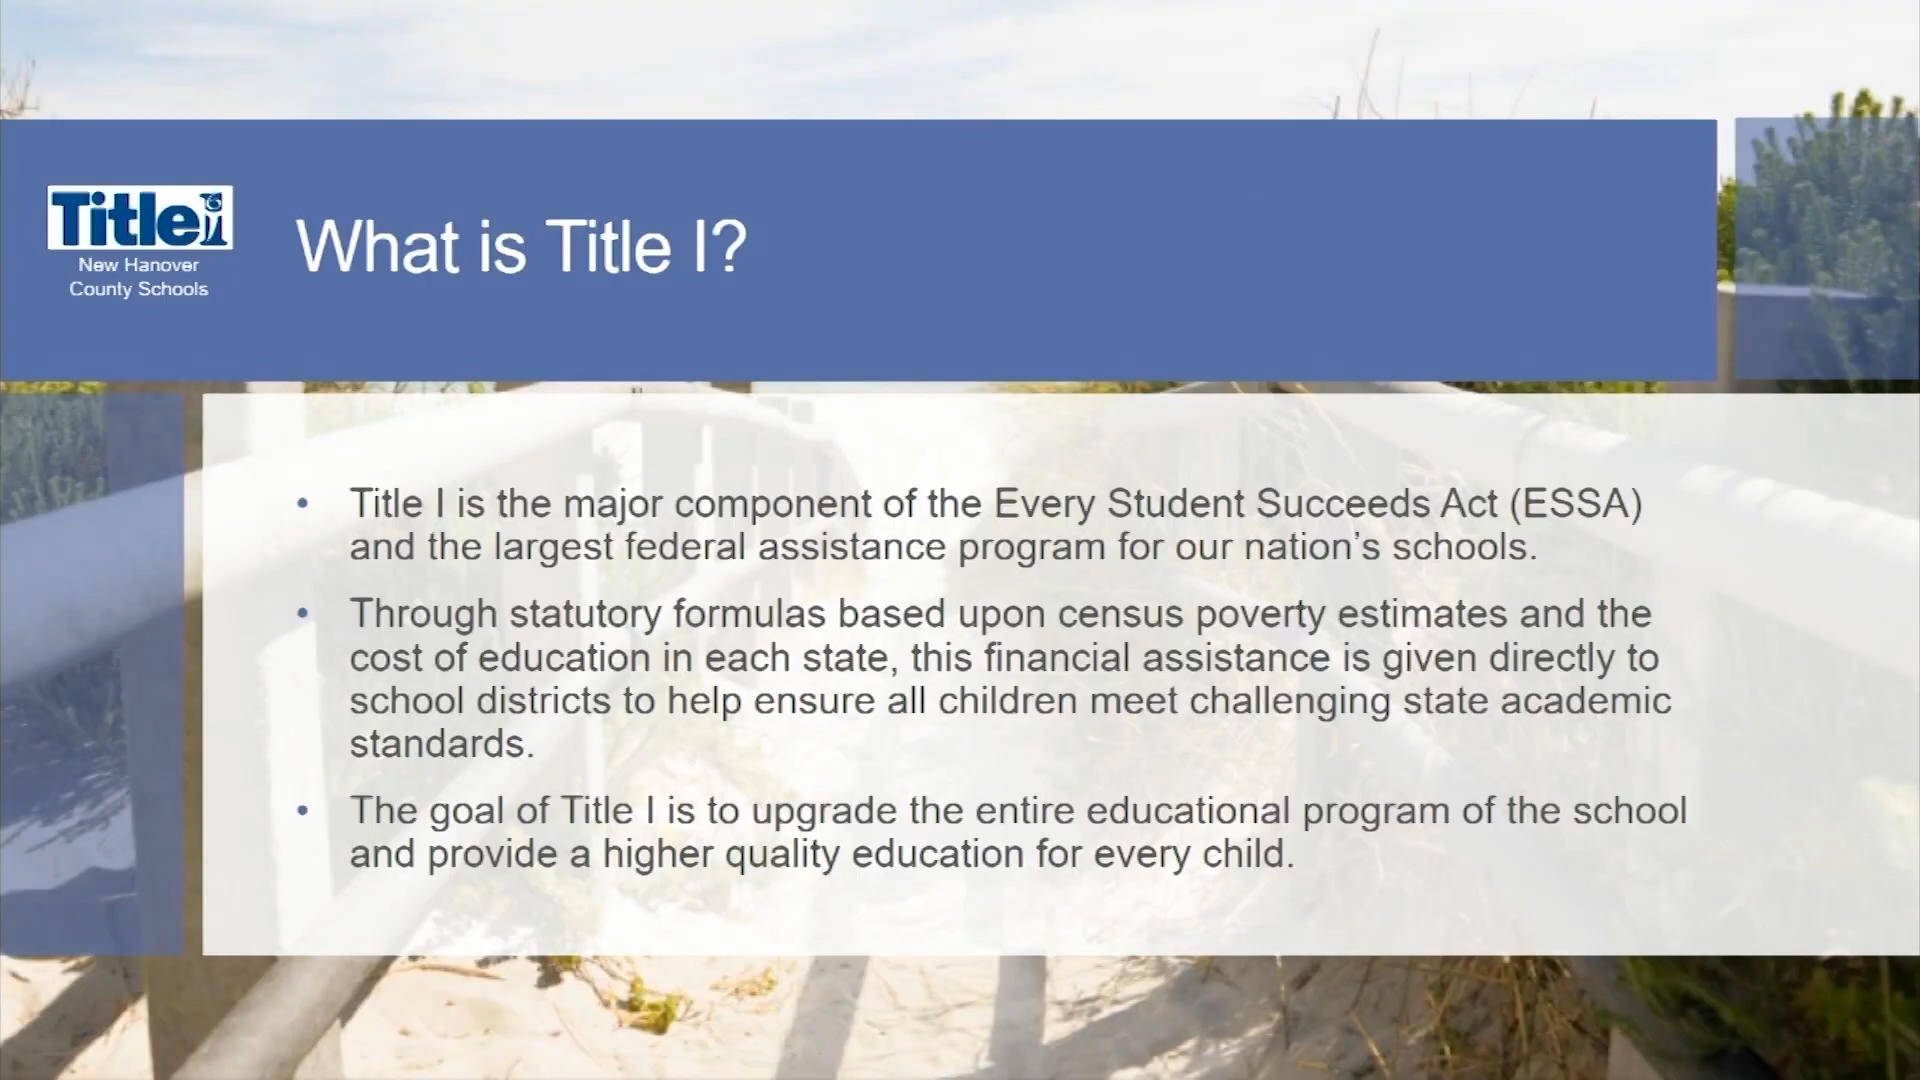 Title i
New Hanover
County Schools
What is Title I?
• Title I is the major component of the Every Student Succeeds Act (ESSA)
and the largest federal assistance program for our nation’s schools.
• Through statutory formulas based upon census poverty estimates and the
cost of education in each state, this financial assistance is given directly to
school districts to help ensure all children meet challenging state academic
standards.
• The goal of Title I is to upgrade the entire educational program of the school
and provide a higher quality education for every child.